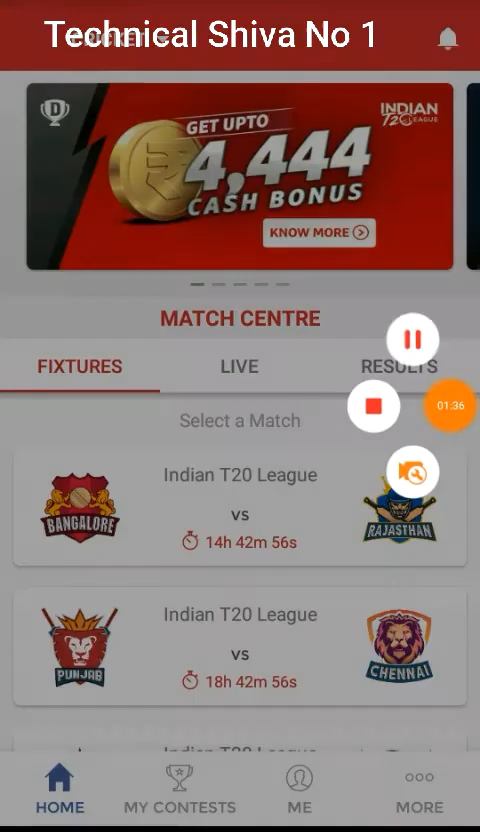 Technical Shiva No 1
GET UPTO
₹4,444
CASH BONUS
INDIAN
T20 LEAGUE
KNOW MORE
MATCH CENTRE
FIXTURES
LIVE
RESULTS
01:36
Select a Match
Indian T20 League
BANGALORE
vs
RAJASTHAN
14h 42m 56s
Indian T20 League
PUNJAB
vs
CHENNAI
18h 42m 56s
Indian T20 League
HOME
MY CONTESTS
ME
MORE